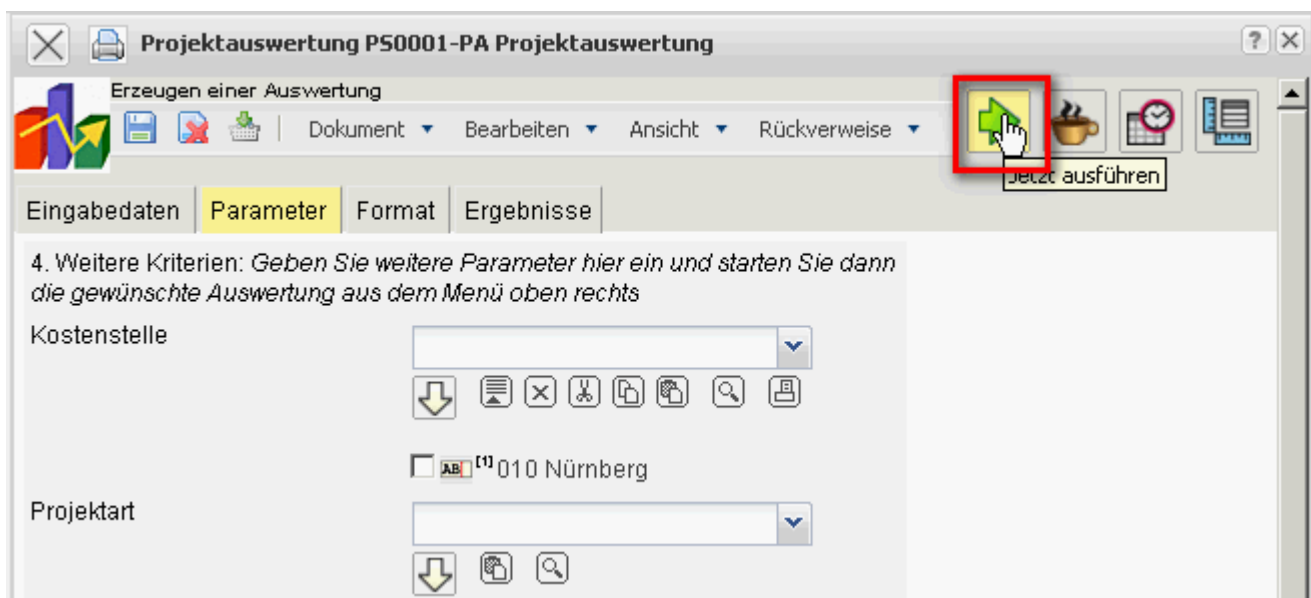 Projektauswertung PS0001-PA Projektauswertung
?
Erzeugen einer Auswertung
Dokument Bearbeiten Ansicht Rückverweise
Jetzt ausführen
Eingabedaten Parameter Format Ergebnisse
4. Weitere Kriterien: Geben Sie weitere Parameter hier ein und starten Sie dann
die gewünschte Auswertung aus dem Menü oben rechts
Kostenstelle
AB [1] 010 Nürnberg
Projektart